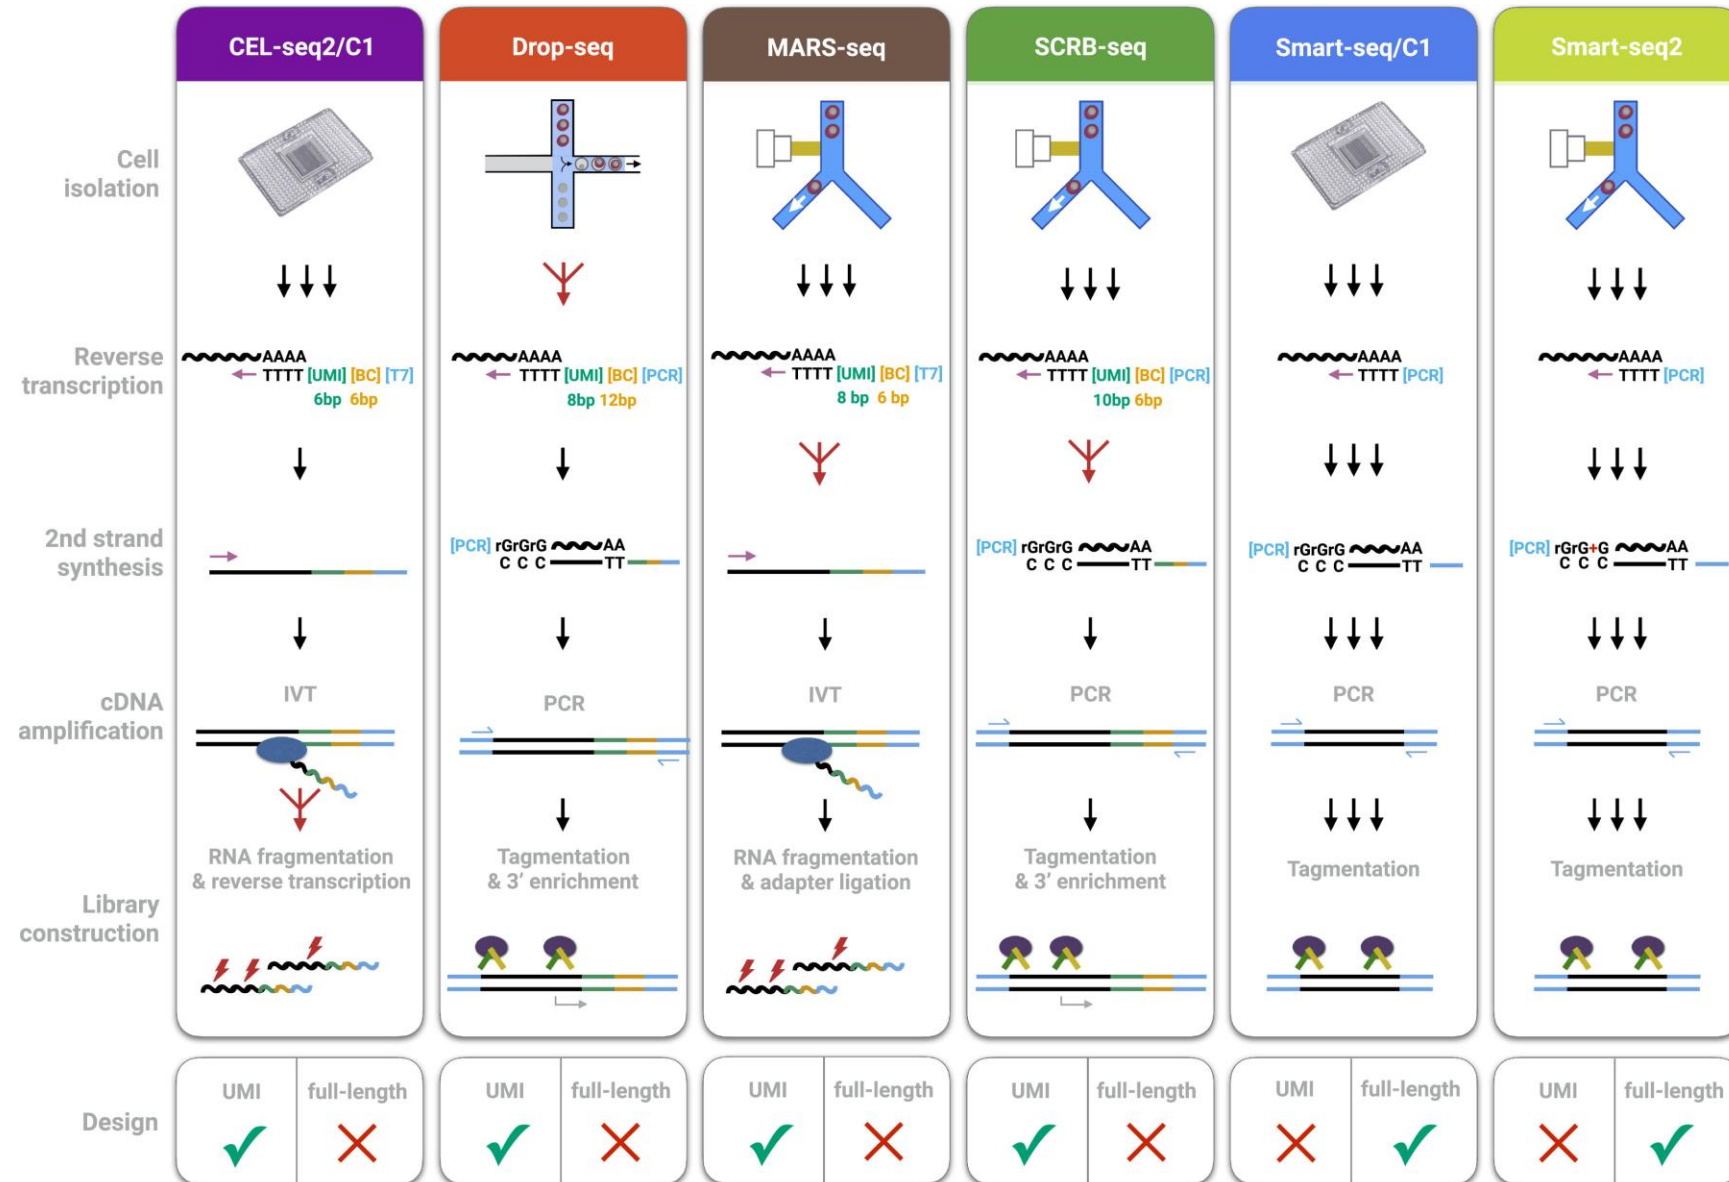 CEL-seq2/C1 Drop-seq MARS-seq SCRB-seq Smart-seq/C1 Smart-seq2
Cell
isolation
Reverse
transcription
AAAA AAAA AAAA AAAA AAAA AAAA
TTTT [UMI] [BC] [T7] TTTT [UMI] [BC] [PCR] TTTT [UMI] [BC] [T7] TTTT [UMI] [BC] [PCR] TTTT [PCR] TTTT [PCR]
6bp 6bp 8bp 12bp 8 bp 6 bp 10bp 6bp
2nd strand
synthesis
[PCR] rGrGrG AA [PCR] rGrGrG AA [PCR] rGrGrG AA [PCR] rGrG+G AA
C C C TT C C C TT C C C TT C C C TT
cDNA
amplification
IVT PCR IVT PCR PCR PCR
Library
construction
RNA fragmentation
& reverse transcription
Tagmentation
& 3’ enrichment
RNA fragmentation
& adapter ligation
Tagmentation
& 3’ enrichment
Tagmentation
Tagmentation
Design
UMI full-length UMI full-length UMI full-length UMI full-length UMI full-length UMI full-length